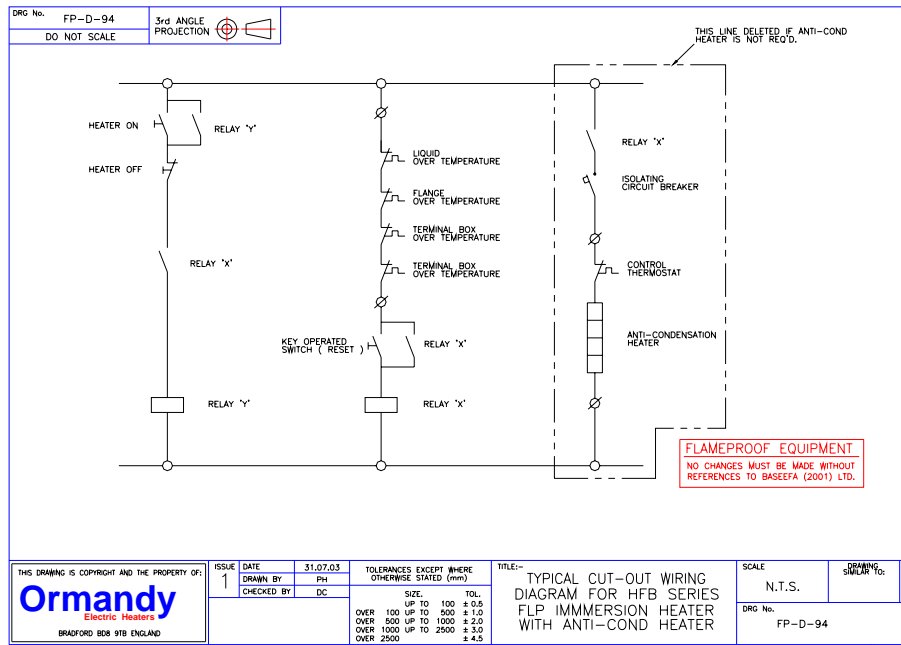 DRG No.
FP-D-94
DO NOT SCALE
3rd ANGLE
PROJECTION
THIS LINE DELETED IF ANTI-COND
HEATER IS NOT REQ'D.
HEATER ON
RELAY 'Y'
HEATER OFF
RELAY 'X'
RELAY 'Y'
LIQUID
OVER TEMPERATURE
FLANGE
OVER TEMPERATURE
TERMINAL BOX
OVER TEMPERATURE
TERMINAL BOX
OVER TEMPERATURE
KEY OPERATED
SWITCH ( RESET )
RELAY 'X'
RELAY 'X'
RELAY 'X'
ISOLATING
CIRCUIT BREAKER
CONTROL
THERMOSTAT
ANTI-CONDENSATION
HEATER
FLAMEPROOF EQUIPMENT
NO CHANGES MUST BE MADE WITHOUT
REFERENCES TO BASEEFA (2001) LTD.
THIS DRAWING IS COPYRIGHT AND THE PROPERTY OF:
Ormandy
Electric Heaters
BRADFORD BD8 9TB ENGLAND
ISSUE
1
DATE 31.07.03
DRAWN BY PH
CHECKED BY DC
TOLERANCES EXCEPT WHERE
OTHERWISE STATED (mm)
SIZE. TOL.
UP TO 100 ± 0.5
OVER 100 UP TO 500 ± 1.0
OVER 500 UP TO 1000 ± 2.0
OVER 1000 UP TO 2500 ± 3.0
OVER 2500 ± 4.5
TITLE:-
TYPICAL CUT-OUT WIRING
DIAGRAM FOR HFB SERIES
FLP IMMMERSION HEATER
WITH ANTI-COND HEATER
SCALE
N.T.S.
DRAWING
SIMILAR TO:
DRG No.
FP-D-94